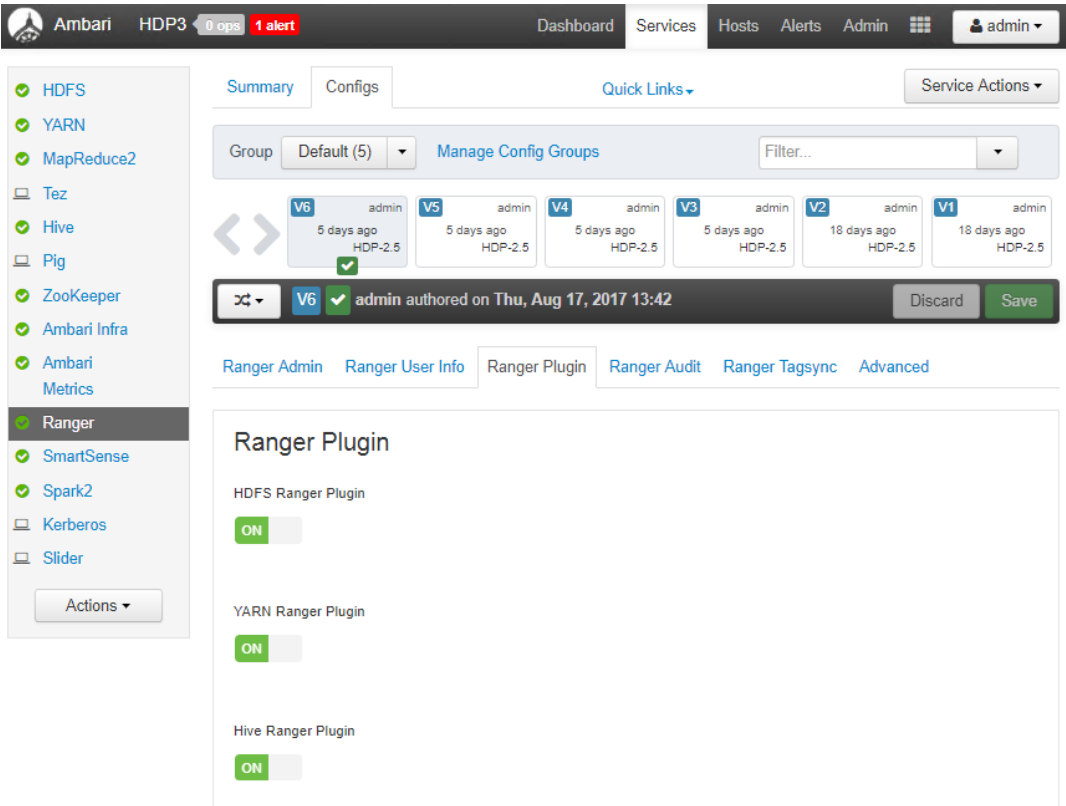 Ambari HDP3 0 ops 1 alert Dashboard Services Hosts Alerts Admin admin
HDFS
YARN
MapReduce2
Tez
Hive
Pig
ZooKeeper
Ambari Infra
Ambari
Metrics
Ranger
SmartSense
Spark2
Kerberos
Slider
Actions
Summary Configs Quick Links Service Actions
Group Default (5) Manage Config Groups Filter...
V6 admin
5 days ago
HDP-2.5
V5 admin
5 days ago
HDP-2.5
V4 admin
5 days ago
HDP-2.5
V3 admin
5 days ago
HDP-2.5
V2 admin
18 days ago
HDP-2.5
V1 admin
18 days ago
HDP-2.5
V6 admin authored on Thu, Aug 17, 2017 13:42 Discard Save
Ranger Admin Ranger User Info Ranger Plugin Ranger Audit Ranger Tagsync Advanced
Ranger Plugin
HDFS Ranger Plugin
ON
YARN Ranger Plugin
ON
Hive Ranger Plugin
ON